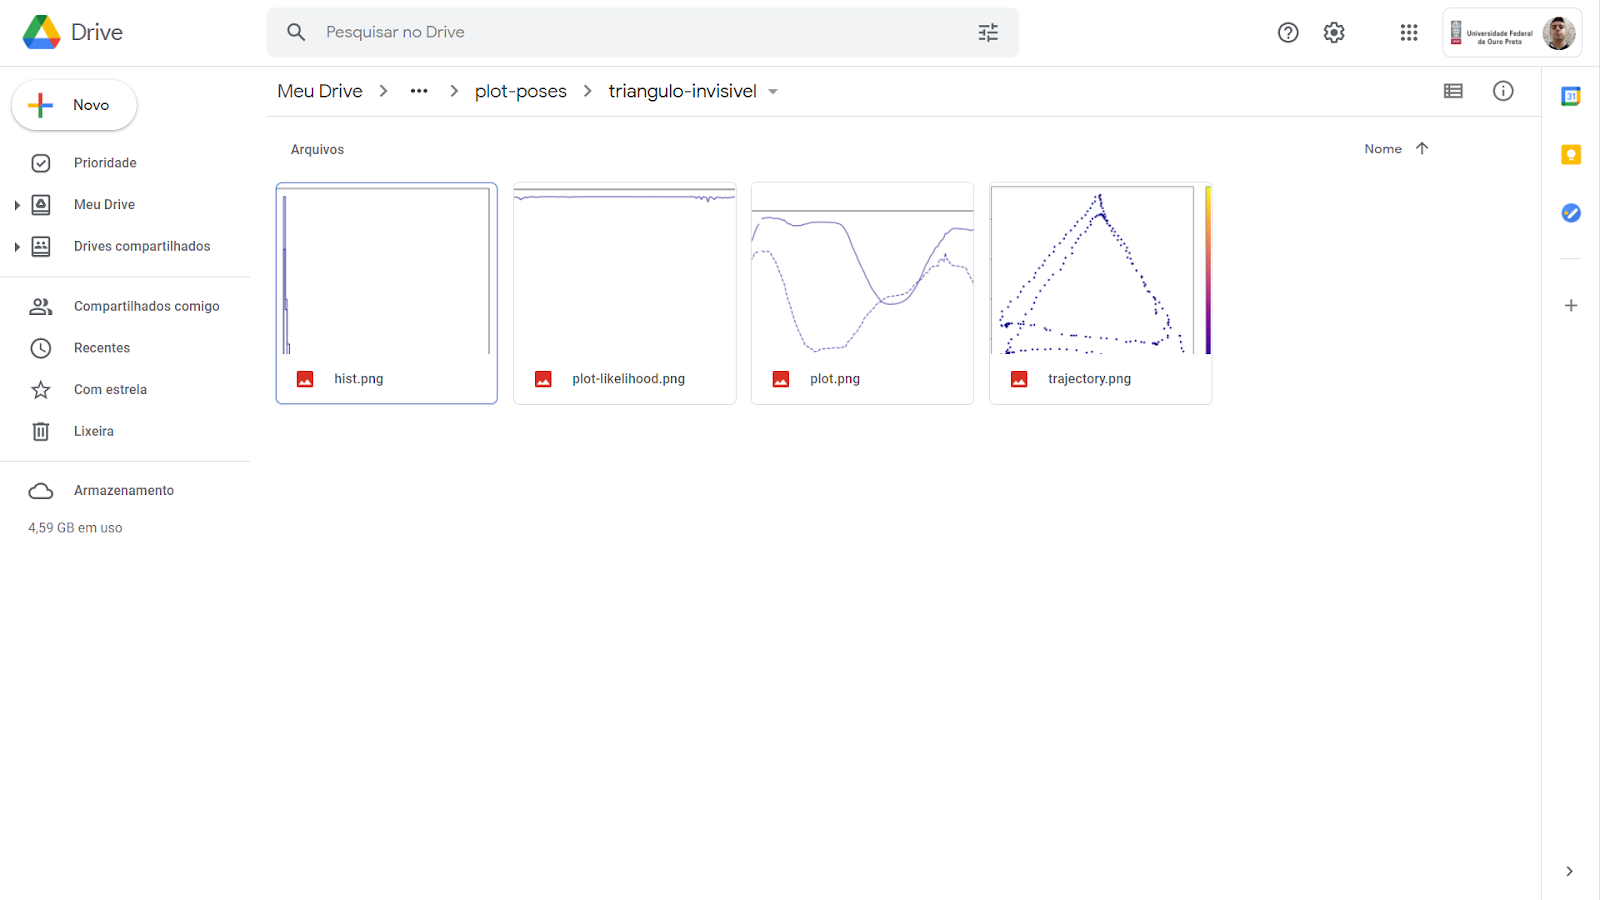 Drive
Pesquisar no Drive
Universidade Federal
de Ouro Preto
Novo
Meu Drive
•••
plot-poses
triangulo-invisivel
Prioridade
Meu Drive
Drives compartilhados
Compartilhados comigo
Recentes
Com estrela
Lixeira
Armazenamento
4,59 GB em uso
Arquivos
Nome
hist.png
plot-likelihood.png
plot.png
trajectory.png
31